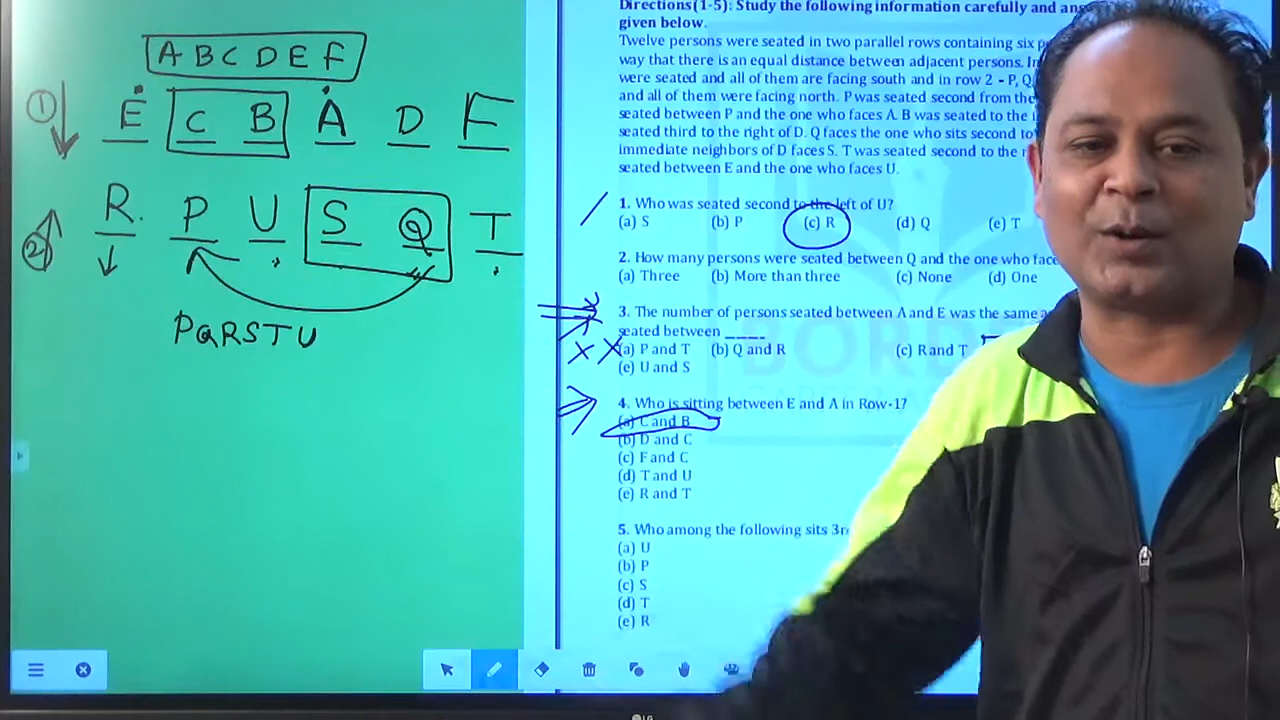 A B C D E F
1 E C B A D F
2 R P U S Q T
PQRSTU
Directions(1-5): Study the following information carefully and
given below.
Twelve persons were seated in two parallel rows containing six
way that there is an equal distance between adjacent persons. In
were seated and all of them are facing south and in row 2 - P, Q,
and all of them were facing north. P was seated second from the
seated between P and the one who faces A. B was seated to the
seated third to the right of D. Q faces the one who sits second to
immediate neighbors of D faces S. T was seated second to the
seated between E and the one who faces U.
1. Who was seated second to the left of U?
(a) S (b) P (c) R (d) Q (e) T
2. How many persons were seated between Q and the one who
(a) Three (b) More than three (c) None (d) One
3. The number of persons seated between A and E was the same
seated between ____
(a) P and T (b) Q and R (c) R and T
(e) U and S
4. Who is sitting between E and A in Row-1?
(a) C and B
(b) D and C
(c) F and C
(d) T and U
(e) R and T
5. Who among the following sits
(a) U
(b) P
(c) S
(d) T
(e) R
LG